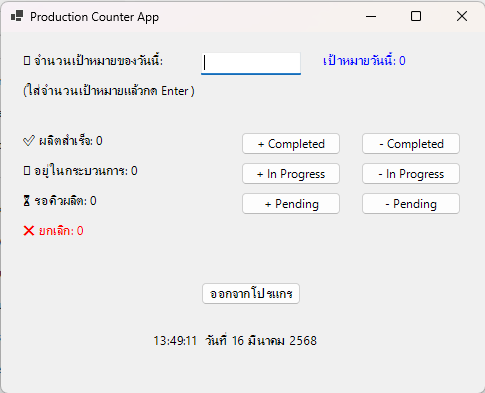 Production Counter App
จำนวนเป้าหมายของวันนี้: เป้าหมายวันนี้: 0
(ใส่จำนวนเป้าหมายแล้วกด Enter)
✅ ผลิตสำเร็จ: 0 + Completed - Completed
อยู่ในกระบวนการ: 0 + In Progress - In Progress
⌛ รอคิวผลิต: 0 + Pending - Pending
❌ ยกเลิก: 0
ออกจากโปรแกร
13:49:11 วันที่ 16 มีนาคม 2568